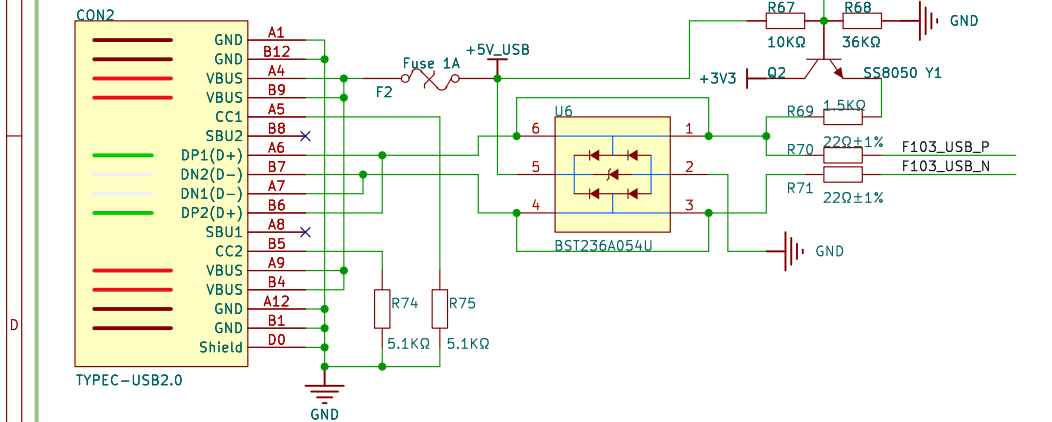 CON2
GND A1
GND B12
VBUS A4
VBUS B9
CC1 A5
SBU2 B8
DP1(D+) A6
DN2(D-) B7
DN1(D-) A7
DP2(D+) B6
SBU1 A8
CC2 B5
VBUS A9
VBUS B4
GND A12
GND B1
Shield D0
TYPEC-USB2.0
Fuse 1A
F2
+5V_USB
R67
10KΩ
R68
36KΩ
GND
+3V3
Q2
SS8050 Y1
U6
6
5
4
1
2
3
BST236A054U
R69
1.5KΩ
R70
22Ω±1%
R71
22Ω±1%
F103_USB_P
F103_USB_N
GND
R74
5.1KΩ
R75
5.1KΩ
GND
D